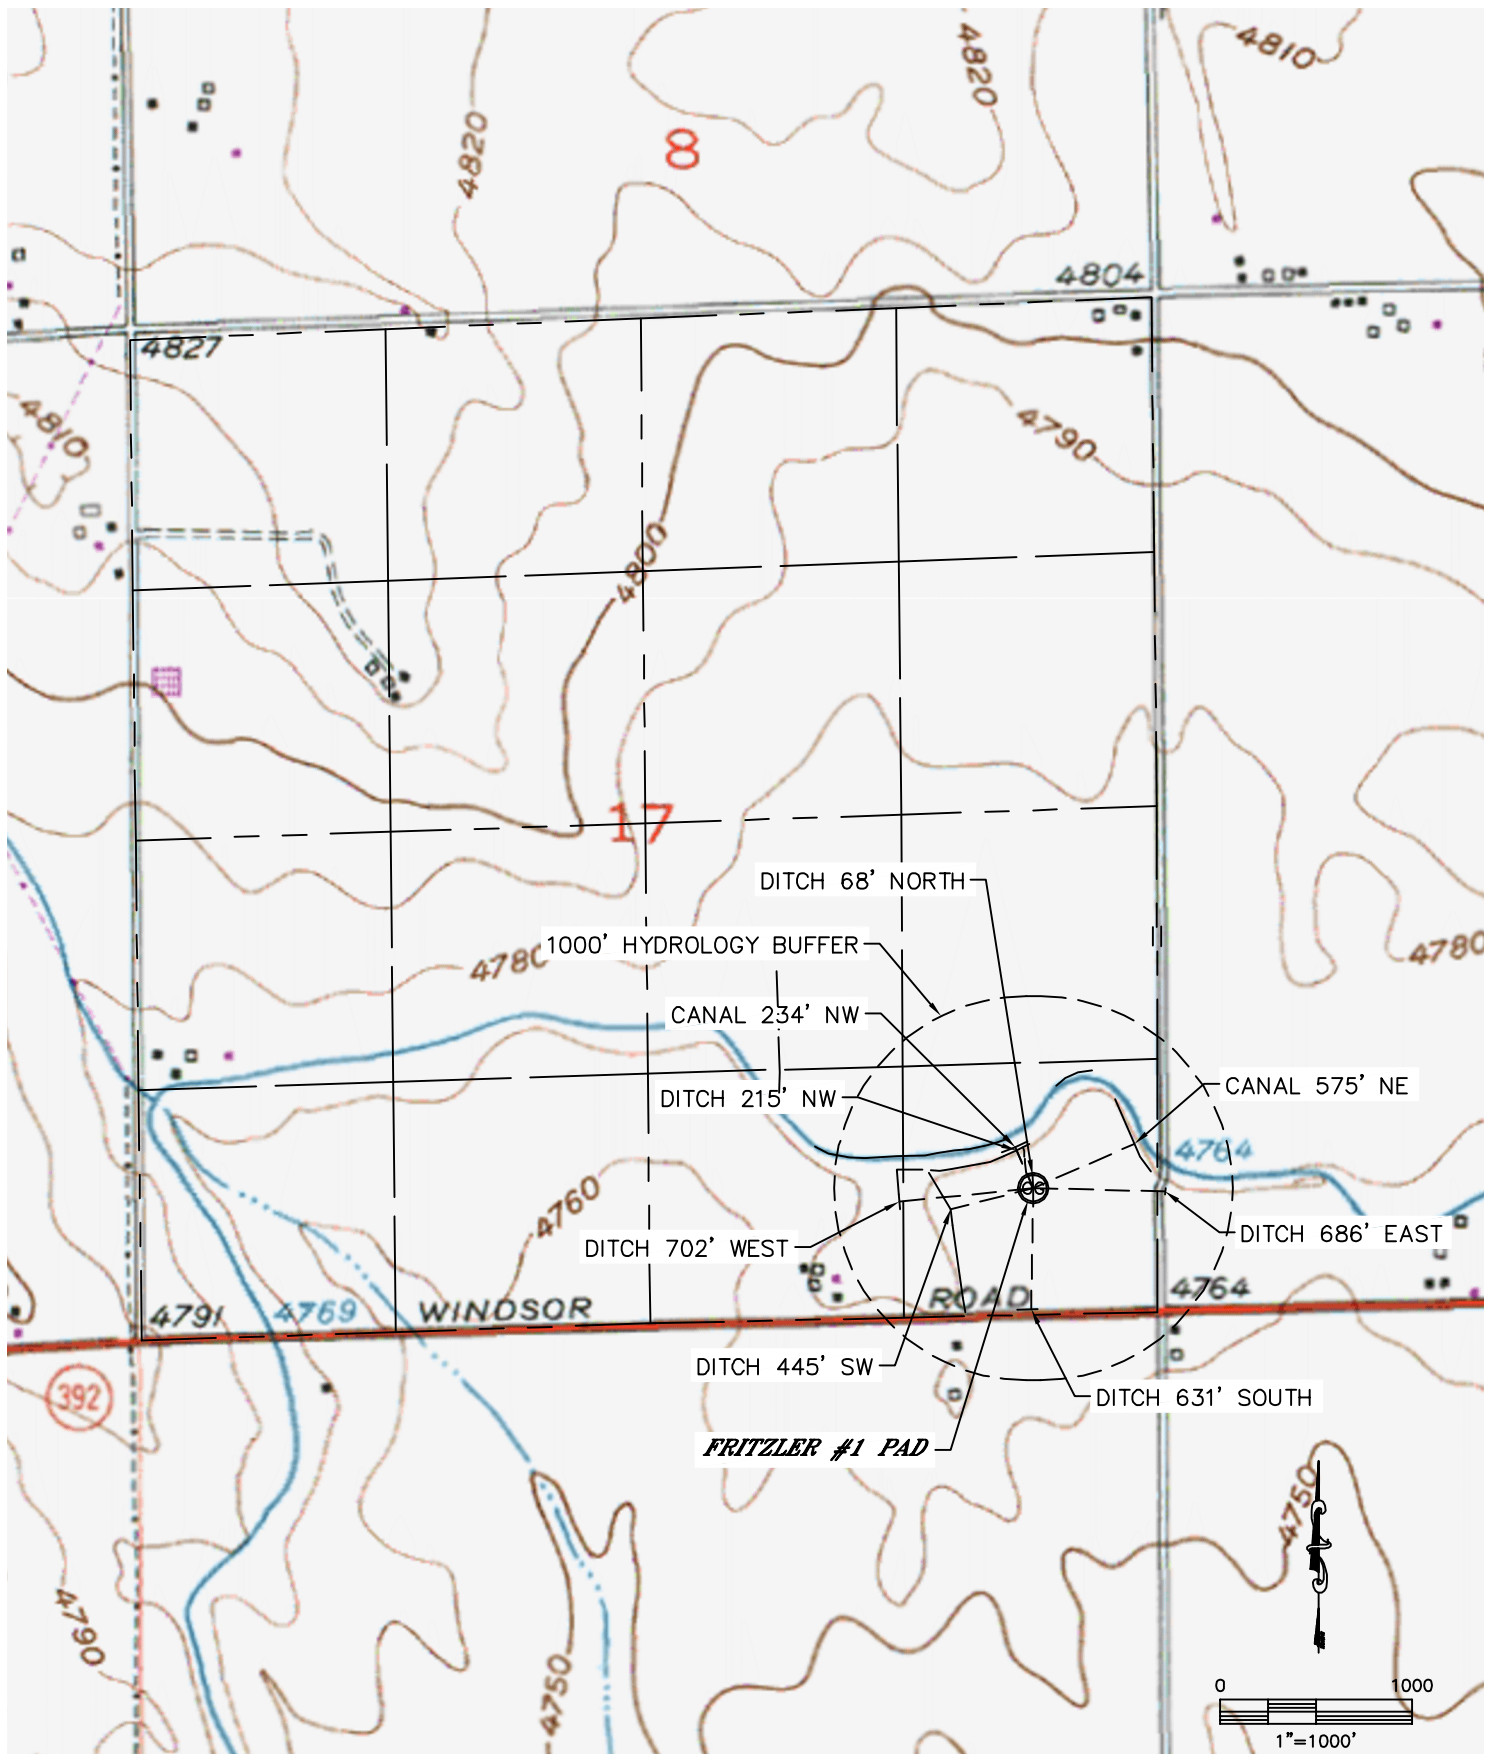 4810
4820
4820
8
4804
4827
4810
4790
4800
17
DITCH 68' NORTH
1000' HYDROLOGY BUFFER
4780
4780
CANAL 234' NW
DITCH 215' NW
CANAL 575' NE
4764
4760
DITCH 702' WEST
DITCH 686' EAST
4791
4769
WINDSOR
ROAD
4764
DITCH 445' SW
392
DITCH 631' SOUTH
FRITZLER #1 PAD
4750
4790
4750
0
1000
1"=1000'